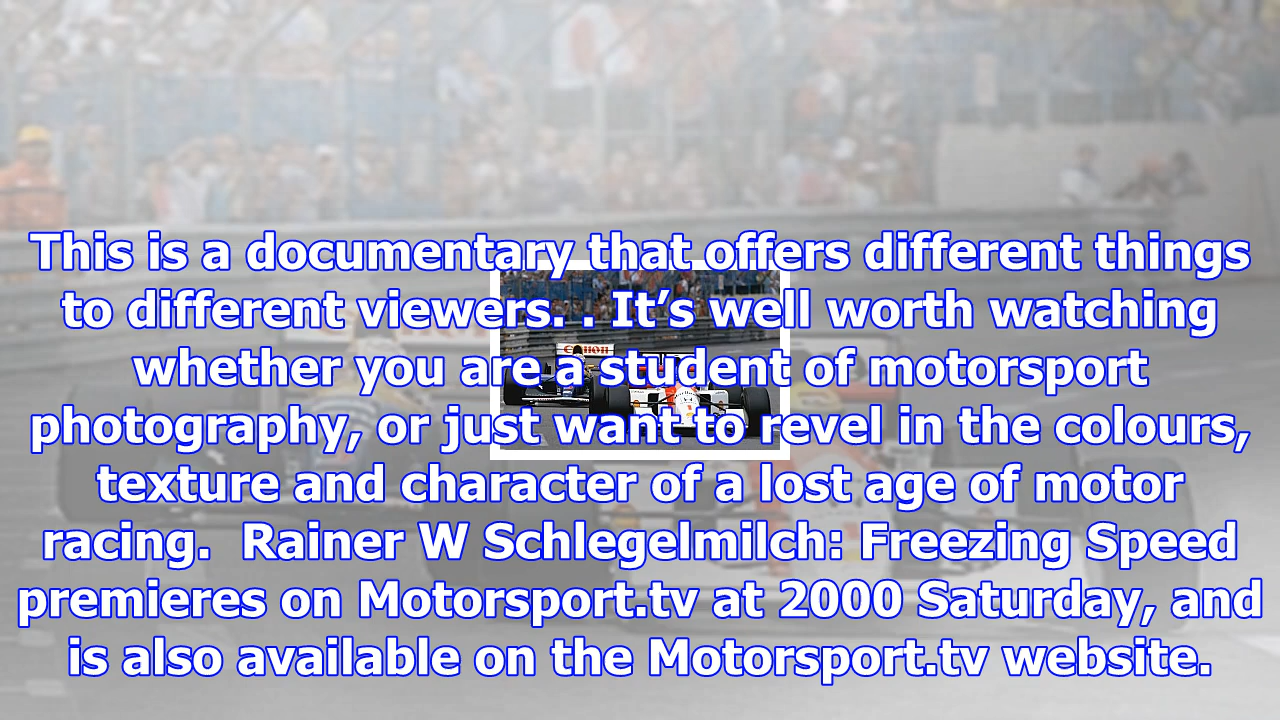 This is a documentary that offers different things
to different viewers. . It’s well worth watching
whether you are a student of motorsport
photography, or just want to revel in the colours,
texture and character of a lost age of motor
racing.  Rainer W Schlegelmilch: Freezing Speed
premieres on Motorsport.tv at 2000 Saturday, and
is also available on the Motorsport.tv website.
Canon